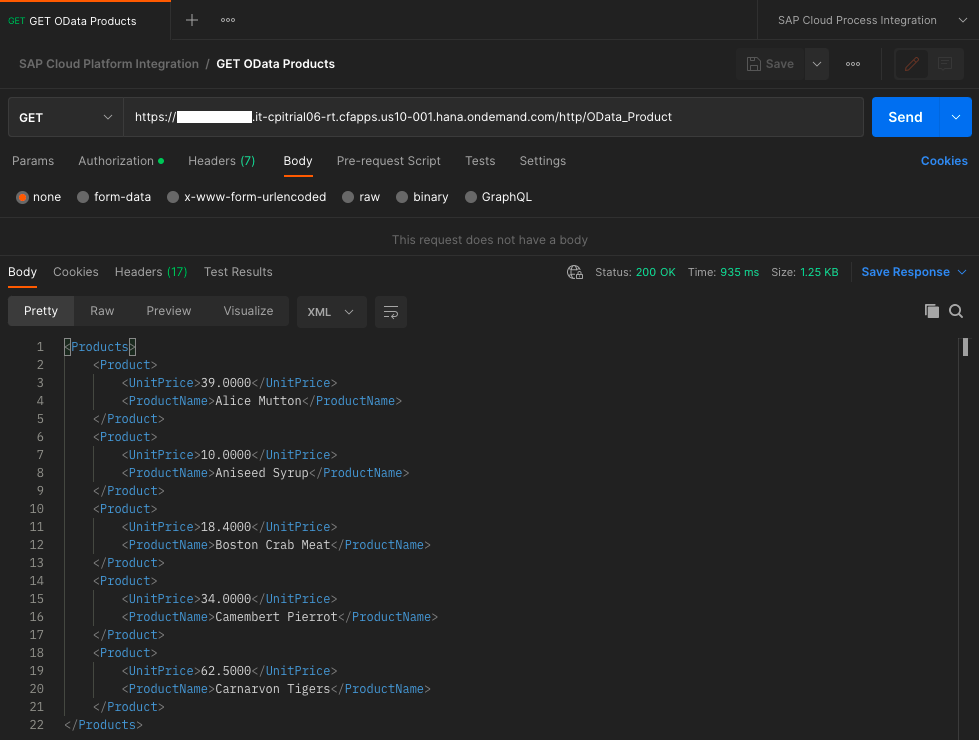 GET GET OData Products
SAP Cloud Process Integration
SAP Cloud Platform Integration / GET OData Products
Save
GET https://.it-cpitrial06-rt.cfapps.us10-001.hana.ondemand.com/http/OData_Product Send
Params Authorization Headers (7) Body Pre-request Script Tests Settings Cookies
none form-data x-www-form-urlencoded raw binary GraphQL
This request does not have a body
Body Cookies Headers (17) Test Results Status: 200 OK Time: 935 ms Size: 1.25 KB Save Response
Pretty Raw Preview Visualize XML
1 <Products>
2 <Product>
3 <UnitPrice>39.0000</UnitPrice>
4 <ProductName>Alice Mutton</ProductName>
5 </Product>
6 <Product>
7 <UnitPrice>10.0000</UnitPrice>
8 <ProductName>Aniseed Syrup</ProductName>
9 </Product>
10 <Product>
11 <UnitPrice>18.4000</UnitPrice>
12 <ProductName>Boston Crab Meat</ProductName>
13 </Product>
14 <Product>
15 <UnitPrice>34.0000</UnitPrice>
16 <ProductName>Camembert Pierrot</ProductName>
17 </Product>
18 <Product>
19 <UnitPrice>62.5000</UnitPrice>
20 <ProductName>Carnarvon Tigers</ProductName>
21 </Product>
22 </Products>